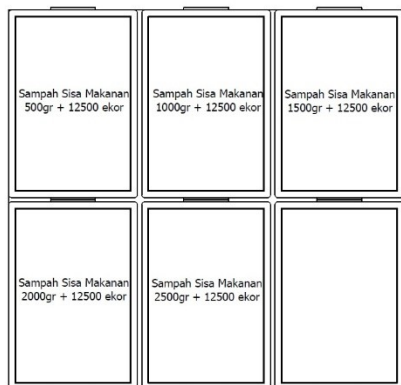 Sampah Sisa Makanan
500gr + 12500 ekor
Sampah Sisa Makanan
1000gr + 12500 ekor
Sampah Sisa Makanan
1500gr + 12500 ekor
Sampah Sisa Makanan
2000gr + 12500 ekor
Sampah Sisa Makanan
2500gr + 12500 ekor